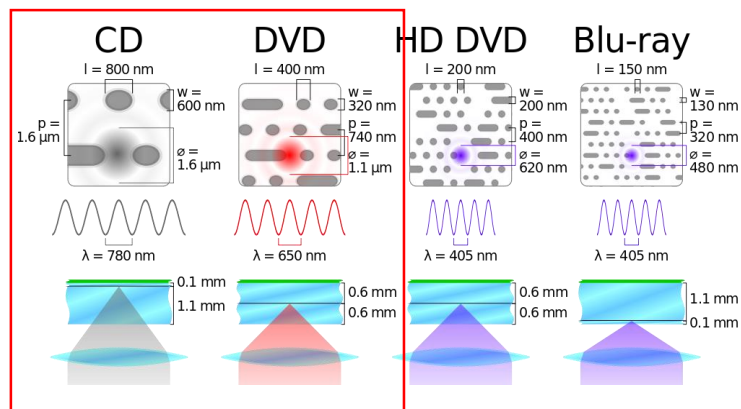 CD
DVD
HD DVD
Blu-ray
l = 800 nm
l = 400 nm
l = 200 nm
l = 150 nm
w =
600 nm
p =
1.6 µm
⌀ =
1.6 µm
w =
320 nm
p =
740 nm
⌀ =
1.1 µm
w =
200 nm
p =
400 nm
⌀ =
620 nm
w =
130 nm
p =
320 nm
⌀ =
480 nm
λ = 780 nm
λ = 650 nm
λ = 405 nm
λ = 405 nm
0.1 mm
1.1 mm
0.6 mm
0.6 mm
0.6 mm
0.6 mm
1.1 mm
0.1 mm